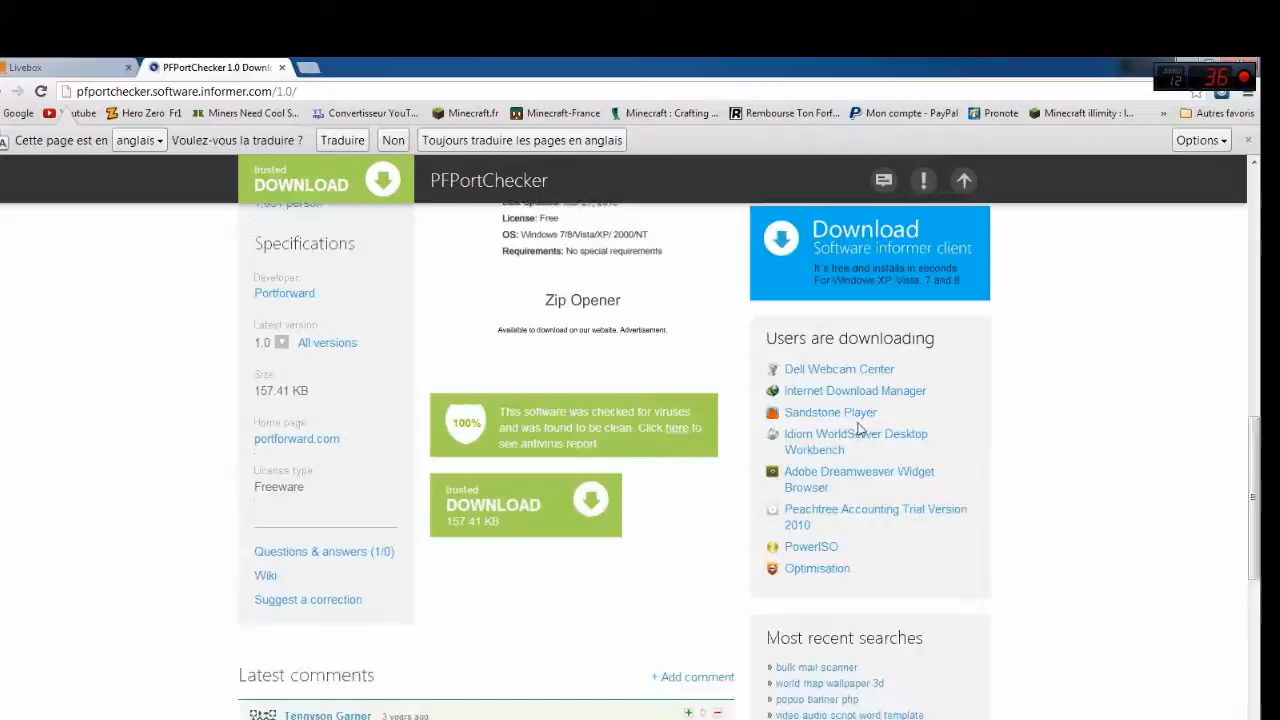 Livebox
PFPortChecker 1.0 Downl
12 36
pfportchecker.software.informer.com/1.0/
Google
utube
Hero Zero Fr1
Miners Need Cool S...
Convertisseur YouT...
Minecraft.fr
Minecraft-France
Minecraft : Crafting ...
Rembourse Ton Forf...
Mon compte - PayPal
Pronote
Minecraft illimity : ...
»
Autres favoris
Cette page est en
anglais
Voulez-vous la traduire ?
Traduire
Non
Toujours traduire les pages en anglais
Options
trusted
DOWNLOAD
PFPortChecker
Specifications
Developer:
Portforward
Latest version
1.0
All versions
Size:
157.41 KB
Home page:
portforward.com
License type
Freeware
Questions & answers (1/0)
Wiki
Suggest a correction
License: Free
OS: Windows 7/8/Vista/XP/ 2000/NT
Requirements: No special requirements
Zip Opener
Available to download on our website. Advertisement.
100%
This software was checked for viruses
and was found to be clean. Click here to
see antivirus report.
trusted
DOWNLOAD
157.41 KB
Download
Software informer client
It's free and installs in seconds
For Windows XP, Vista, 7 and 8
Users are downloading
Dell Webcam Center
Internet Download Manager
Sandstone Player
Idiom WorldServer Desktop
Workbench
Adobe Dreamweaver Widget
Browser
Peachtree Accounting Trial Version
2010
PowerISO
Optimisation
Most recent searches
» bulk mail scanner
» world map wallpaper 3d
» popup banner php
» video audio script word template
Latest comments
+ Add comment
Tennyson Garner
3 years ago
+ 0 −